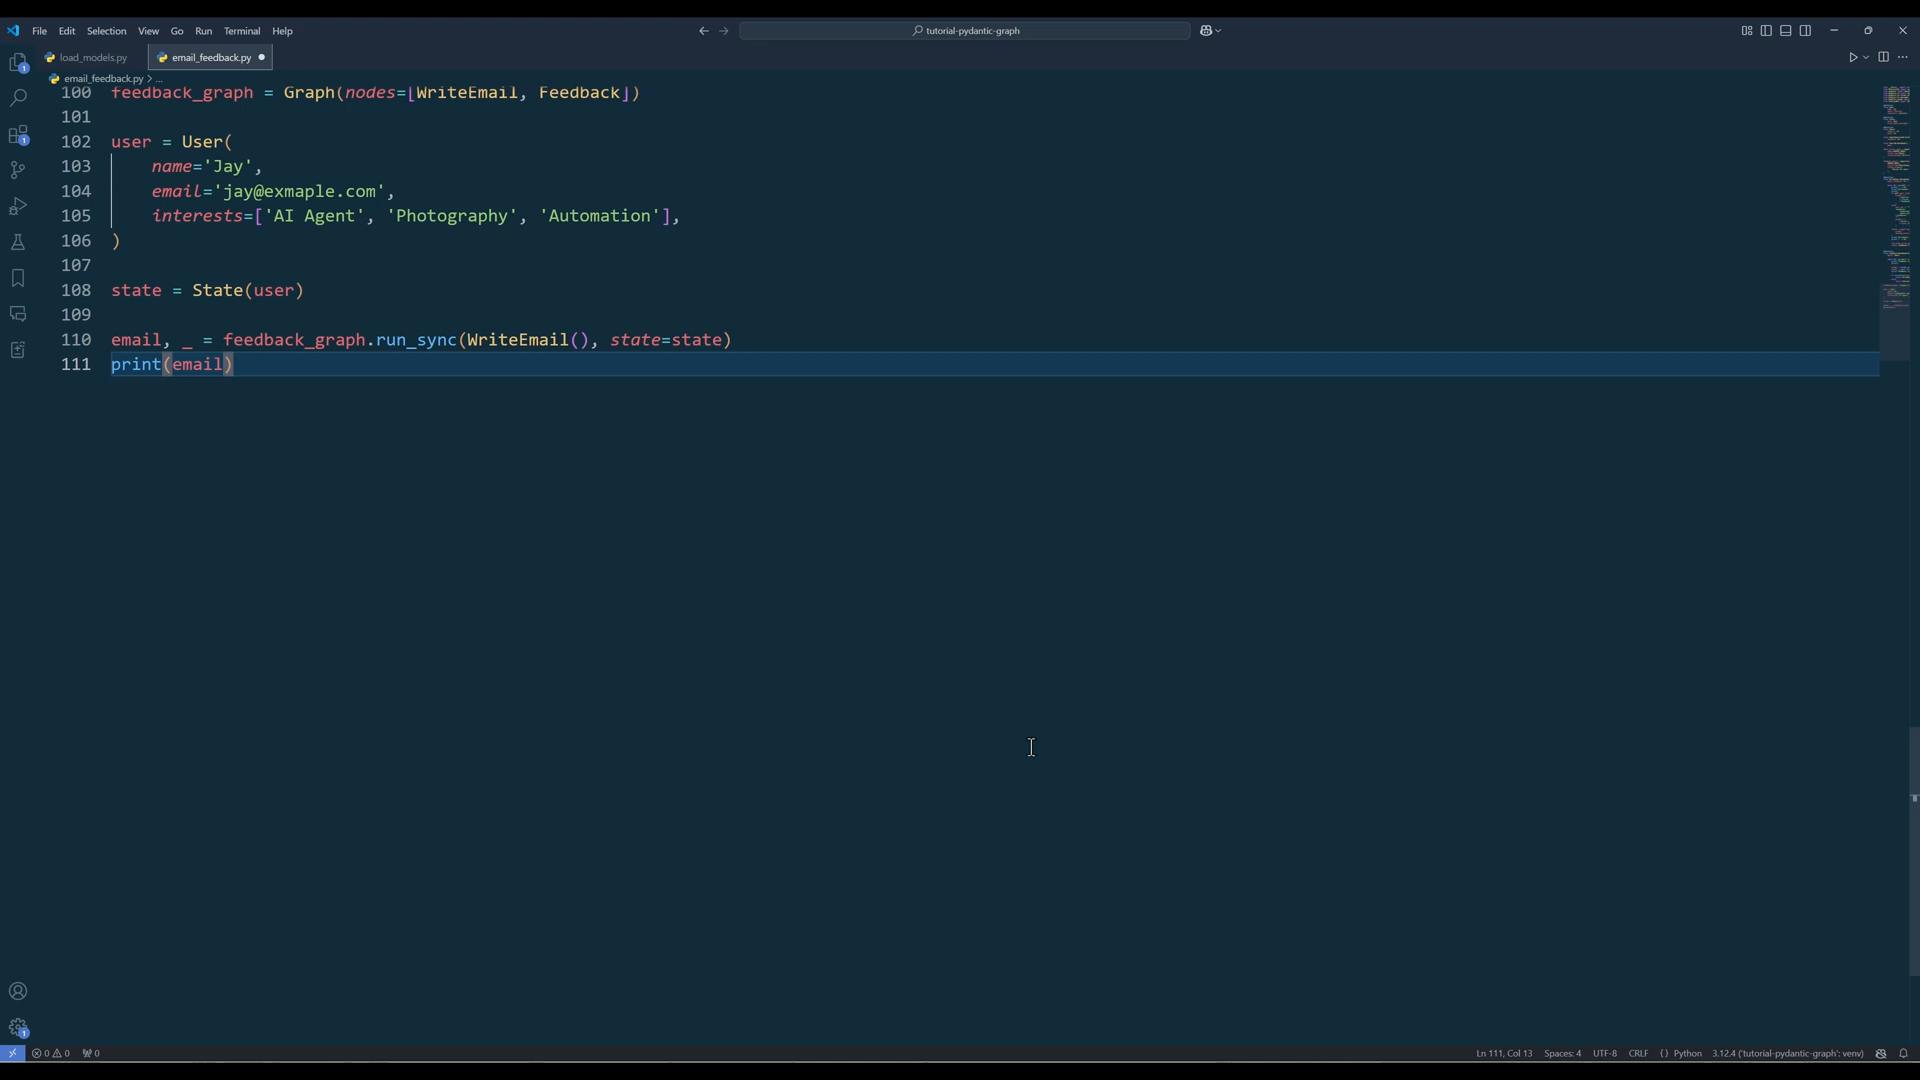 File Edit Selection View Go Run Terminal Help
tutorial-pydantic-graph
load_models.py
email_feedback.py
email_feedback.py > ...
100 feedback_graph = Graph(nodes=[WriteEmail, Feedback])
101
102 user = User(
103 name='Jay',
104 email='jay@exmaple.com',
105 interests=['AI Agent', 'Photography', 'Automation'],
106 )
107
108 state = State(user)
109
110 email, _ = feedback_graph.run_sync(WriteEmail(), state=state)
111 print(email)
1
1
1
0 0 0
Ln 111, Col 13 Spaces: 4 UTF-8 CRLF {} Python 3.12.4 ('tutorial-pydantic-graph': venv)